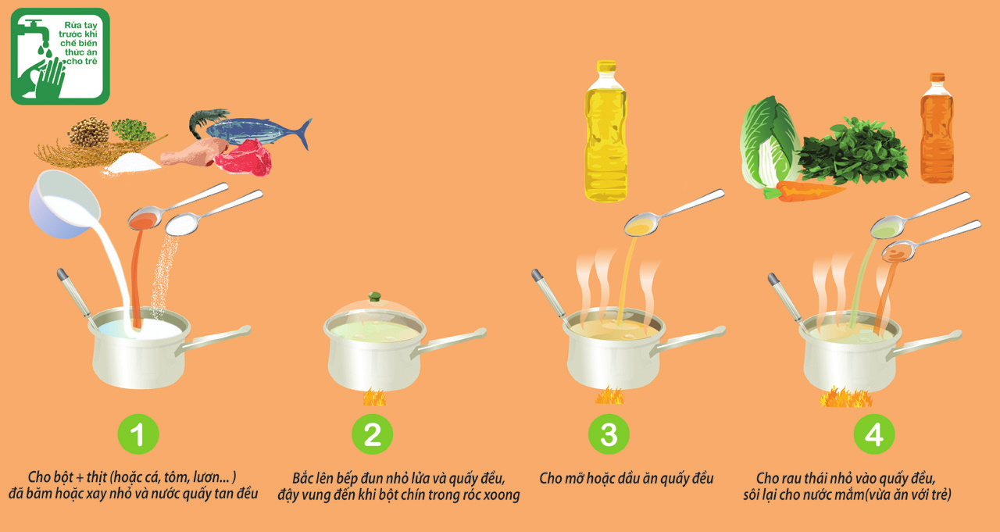 Rửa tay
trước khi
chế biến
thức ăn
cho trẻ
1
Cho bột + thịt (hoặc cá, tôm, lươn... )
đã băm hoặc xay nhỏ và nước quấy tan đều
2
Bắc lên bếp đun nhỏ lửa và quấy đều,
đậy vung đến khi bột chín trong róc xoong
3
Cho mỡ hoặc dầu ăn quấy đều
4
Cho rau thái nhỏ vào quấy đều,
sôi lại cho nước mắm(vừa ăn với trẻ)